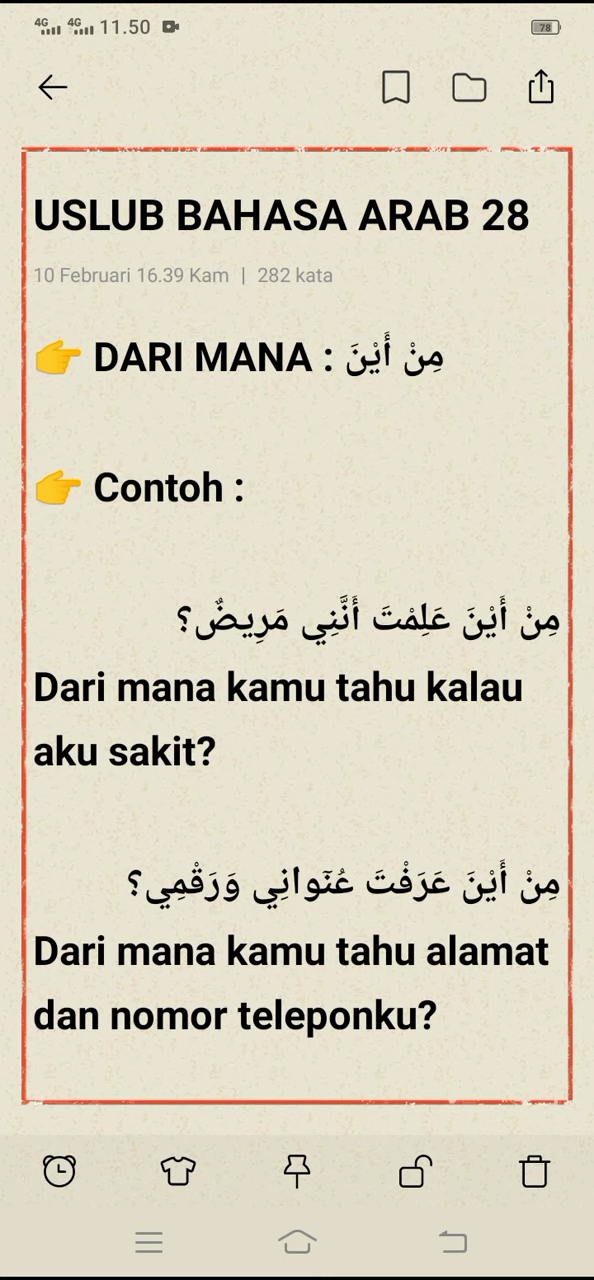 4G 4G 11.50 78
USLUB BAHASA ARAB 28
10 Februari 16.39 Kam | 282 kata
👉 DARI MANA : مِنْ أَيْنَ
👉 Contoh :
مِنْ أَيْنَ عَلِمْتَ أَنَّنِي مَرِيضٌ؟
Dari mana kamu tahu kalau
aku sakit?
مِنْ أَيْنَ عَرَفْتَ عُنْوانِي وَرَقْمِي؟
Dari mana kamu tahu alamat
dan nomor teleponku?